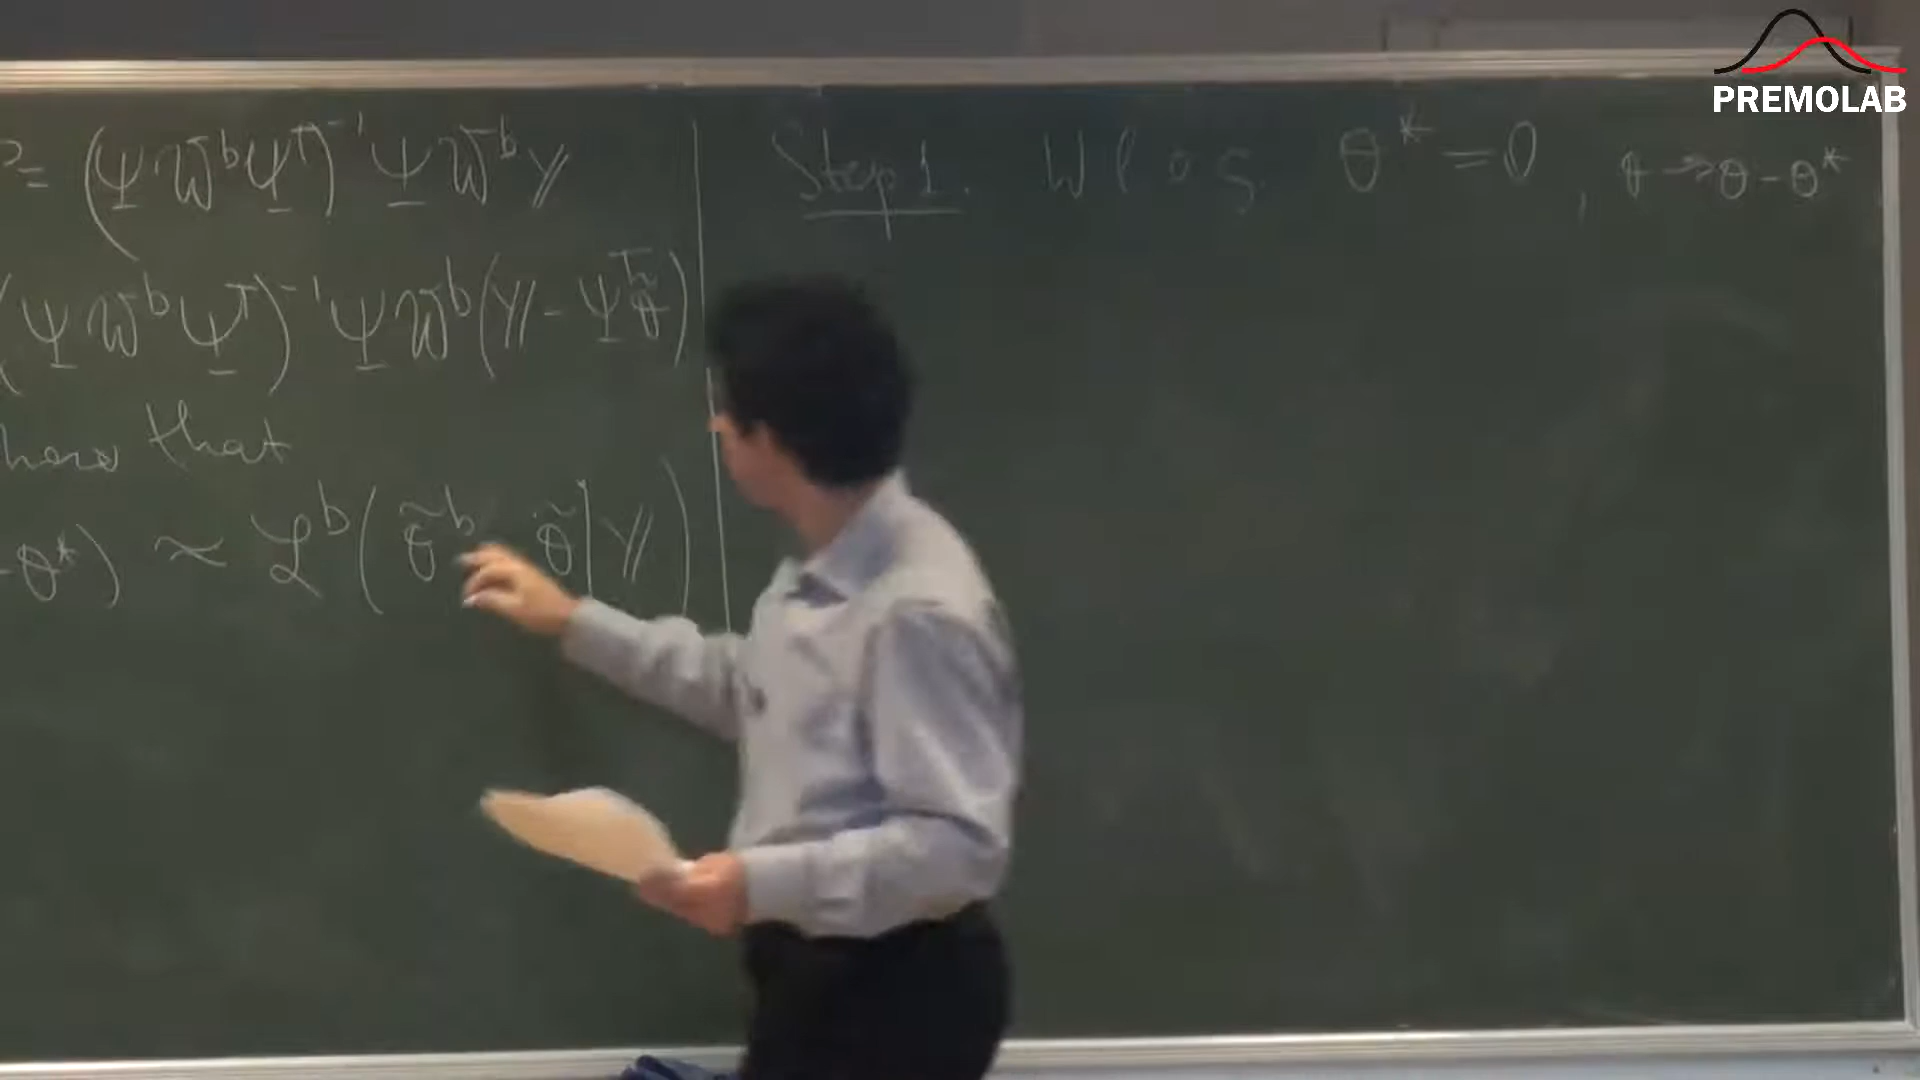 = (Ψ W^b Ψ^T)^{-1} Ψ W^b Y
(Ψ W^b Ψ^T)^{-1} Ψ W^b (Y - Ψ^T θ̃)
that
-θ*) ≈ ℒ^b (θ̃^b - θ̃ | Y)
Step 1. W l o g θ* = 0, θ → θ - θ*
PREMOLAB